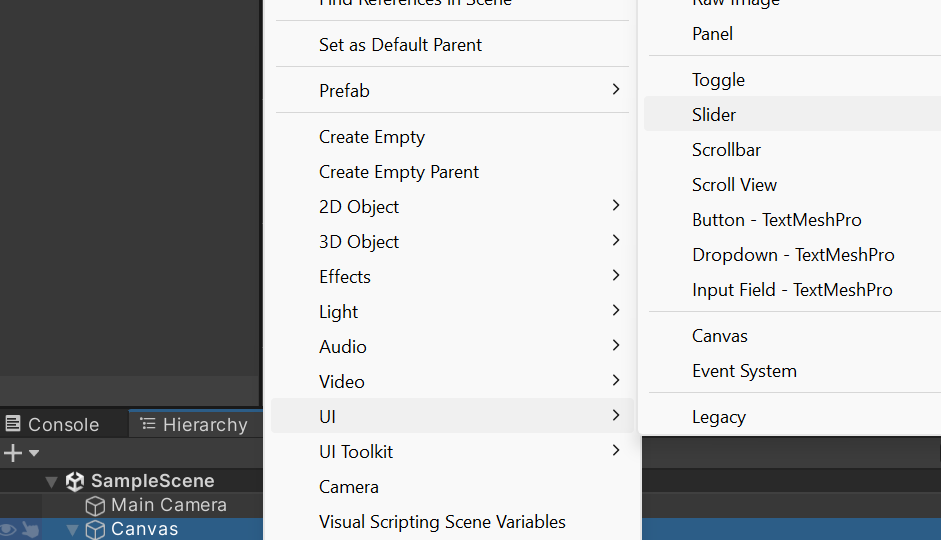 Find References in Scene
Set as Default Parent
Prefab
Create Empty
Create Empty Parent
2D Object
3D Object
Effects
Light
Audio
Video
UI
UI Toolkit
Camera
Visual Scripting Scene Variables
Raw Image
Panel
Toggle
Slider
Scrollbar
Scroll View
Button - TextMeshPro
Dropdown - TextMeshPro
Input Field - TextMeshPro
Canvas
Event System
Legacy
Console
Hierarchy
SampleScene
Main Camera
Canvas